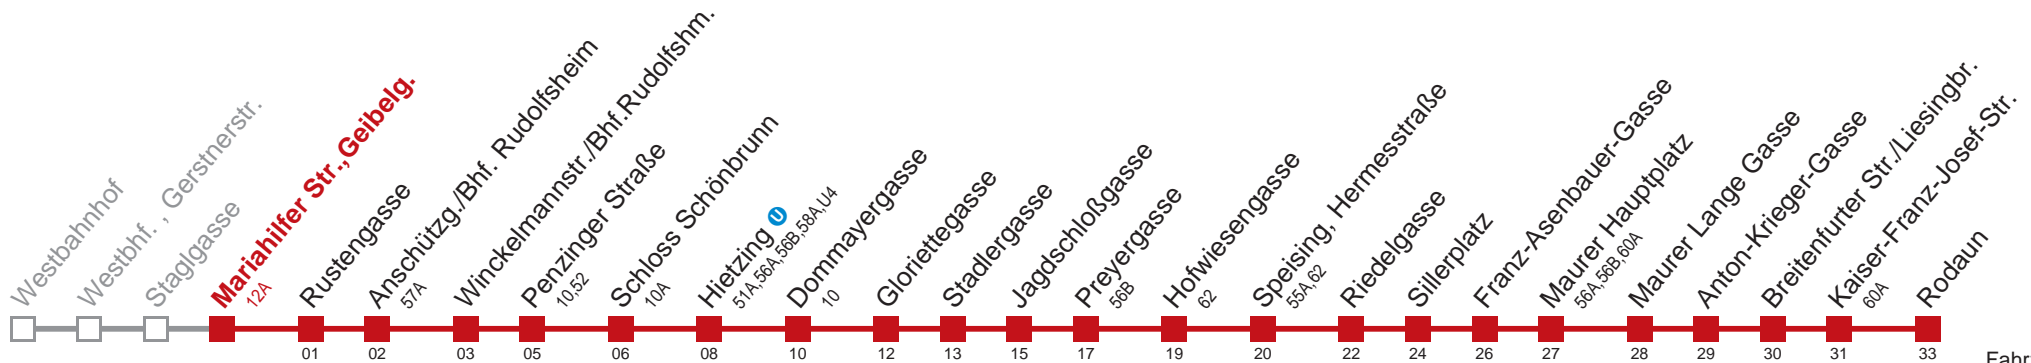 Westbahnhof
Westbhf. , Gerstnerstr.
Staglgasse
Mariahilfer Str.,Geibelg.
12A
Rustengasse
Anschützg./Bhf. Rudolfsheim
57A
Winckelmannstr./Bhf.Rudolfshm.
Penzinger Straße
10,52
Schloss Schönbrunn
10A
Hietzing U
51A,56A,56B,58A,U4
Dommayergasse
10
Gloriettegasse
Stadlergasse
Jagdschloßgasse
Preyergasse
56B
Hofwiesengasse
62
Speising, Hermesstraße
55A,62
Riedelgasse
Sillerplatz
Franz-Asenbauer-Gasse
Maurer Hauptplatz
56A,56B,60A
Maurer Lange Gasse
Anton-Krieger-Gasse
Breitenfurter Str./Liesingbr.
Kaiser-Franz-Josef-Str.
60A
Rodaun
01 02 03 05 06 08 10 12 13 15 17 19 20 22 24 26 27 28 29 30 31 33
Fahr